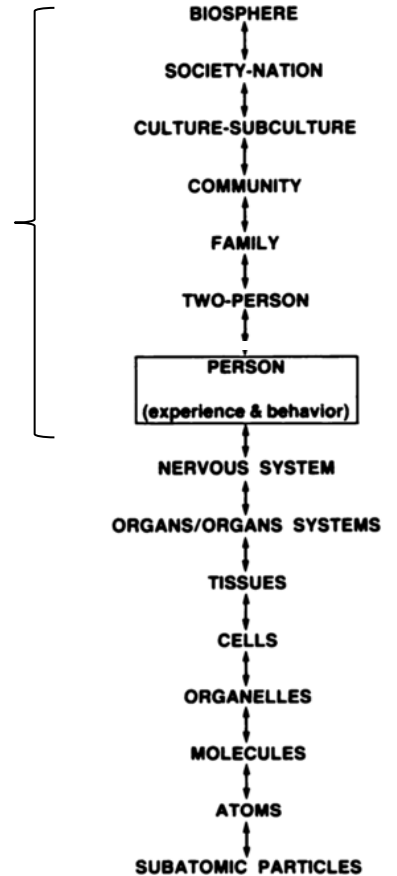 BIOSPHERE
SOCIETY-NATION
CULTURE-SUBCULTURE
COMMUNITY
FAMILY
TWO-PERSON
PERSON
(experience & behavior)
NERVOUS SYSTEM
ORGANS/ORGANS SYSTEMS
TISSUES
CELLS
ORGANELLES
MOLECULES
ATOMS
SUBATOMIC PARTICLES